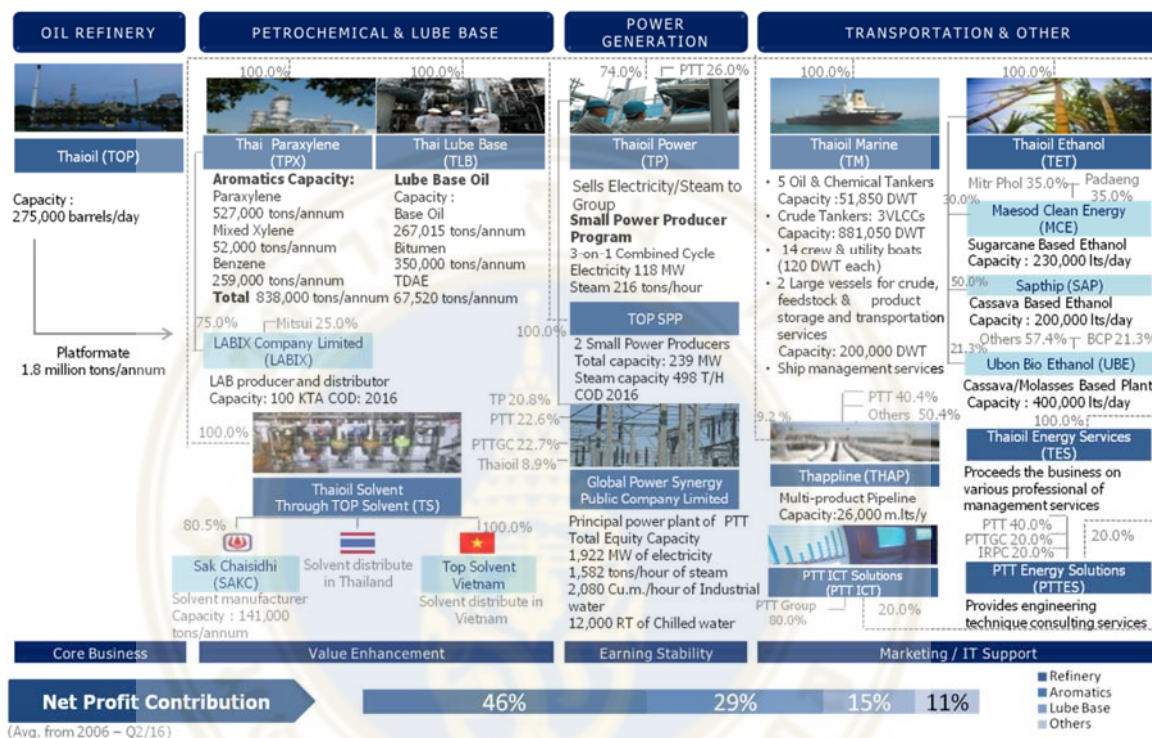 OIL REFINERY
PETROCHEMICAL & LUBE BASE
POWER
GENERATION
TRANSPORTATION & OTHER
Thaioil (TOP)
Capacity :
275,000 barrels/day
Platformate
1.8 million tons/annum
100.0%
Thai Paraxylene
(TPX)
Aromatics Capacity:
Paraxylene
527,000 tons/annum
Mixed Xylene
52,000 tons/annum
Benzene
259,000 tons/annum
Total 838,000 tons/annum
100.0%
Thai Lube Base
(TLB)
Lube Base Oil
Capacity :
Base Oil
267,015 tons/annum
Bitumen
350,000 tons/annum
TDAE
67,520 tons/annum
75.0%
Mitsui 25.0%
LABIX Company Limited
(LABIX)
LAB producer and distributor
Capacity: 100 KTA COD: 2016
100.0%
Thaioil Solvent
Through TOP Solvent (TS)
80.5%
100.0%
Sak Chaisidhi
(SAKC)
Solvent manufacturer
Capacity : 141,000
tons/annum
Solvent distribute
in Thailand
Top Solvent
Vietnam
Solvent distribute in
Vietnam
74.0%
PTT 26.0%
Thaioil Power
(TP)
Sells Electricity/Steam to
Group
Small Power Producer
Program
3-on-1 Combined Cycle
Electricity 118 MW
Steam 216 tons/hour
100.0%
TOP SPP
2 Small Power Producers
Total capacity: 239 MW
Steam capacity 498 T/H
COD 2016
TP 20.8%
PTT 22.6%
PTTGC 22.7%
Thaioil 8.9%
Global Power Synergy
Public Company Limited
Principal power plant of PTT
Total Equity Capacity
1,922 MW of electricity
1,582 tons/hour of steam
2,080 Cu.m./hour of Industrial
water
12,000 RT of Chilled water
100.0%
Thaioil Marine
(TM)
• 5 Oil & Chemical Tankers
Capacity :51,850 DWT
• Crude Tankers: 3VLCCs
Capacity: 881,050 DWT
• 14 crew & utility boats
(120 DWT each)
• 2 Large vessels for crude,
feedstock & product
storage and transportation
services
Capacity: 200,000 DWT
• Ship management services
9.2 %
PTT 40.4%
Others 50.4%
Thappline (THAP)
Multi-product Pipeline
Capacity:26,000 m.lts/y
PTT ICT Solutions
(PTT ICT)
PTT Group
80.0%
20.0%
100.0%
Thaioil Ethanol
(TET)
Mitr Phol 35.0%
Padaeng
35.0%
30.0%
Maesod Clean Energy
(MCE)
Sugarcane Based Ethanol
Capacity : 230,000 lts/day
50.0%
Sapthip (SAP)
Cassava Based Ethanol
Capacity : 200,000 lts/day
Others 57.4%
BCP 21.3%
21.3%
Ubon Bio Ethanol (UBE)
Cassava/Molasses Based Plant
Capacity : 400,000 lts/day
100.0%
Thaioil Energy Services
(TES)
Proceeds the business on
various professional of
management services
PTT 40.0%
PTTGC 20.0%
IRPC 20.0%
20.0%
PTT Energy Solutions
(PTTES)
Provides engineering
technique consulting services
Core Business
Value Enhancement
Earning Stability
Marketing / IT Support
Net Profit Contribution
46%
29%
15%
11%
Refinery
Aromatics
Lube Base
Others
(Avg. from 2006 – Q2/16)